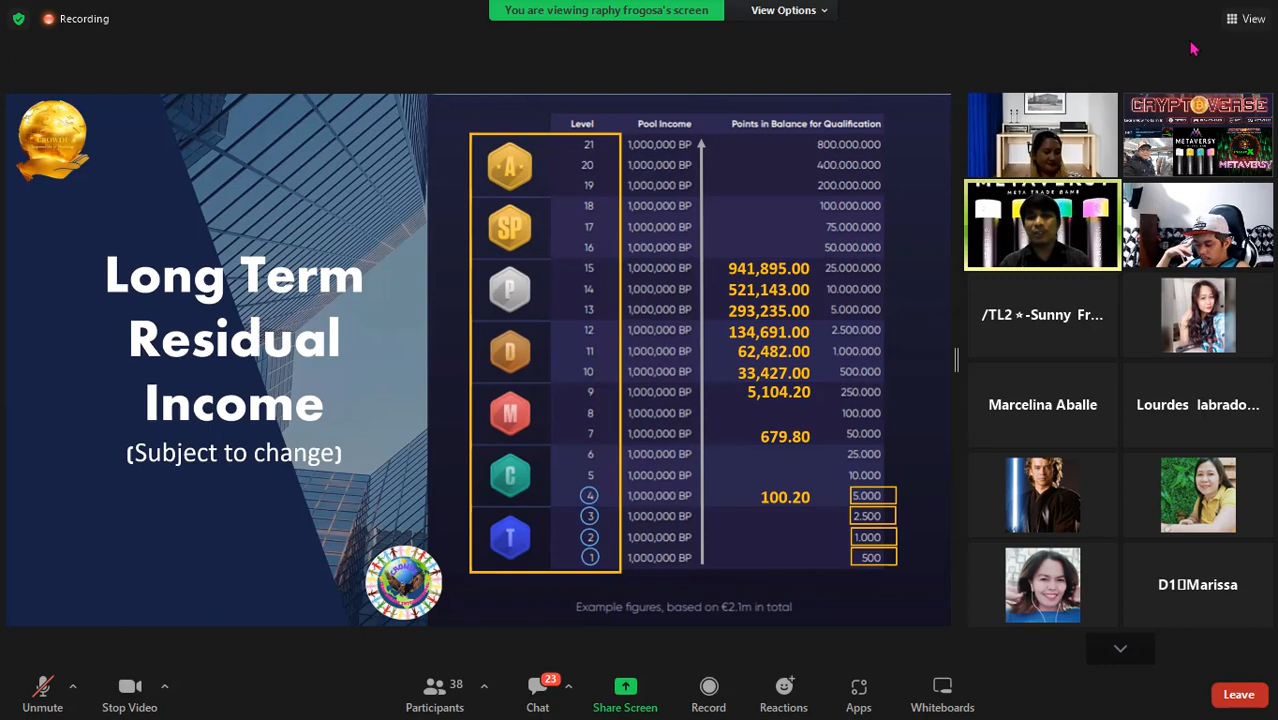 Recording
You are viewing raphy frogosa's screen
View Options
View
CROWD1
Long Term
Residual
Income
(Subject to change)
Level Pool Income Points in Balance for Qualification
21 1,000,000 BP 800.000.000
20 1,000,000 BP 400.000.000
19 1,000,000 BP 200.000.000
18 1,000,000 BP 100.000.000
17 1,000,000 BP 75.000.000
16 1,000,000 BP 50.000.000
15 1,000,000 BP 941,895.00 25.000.000
14 1,000,000 BP 521,143.00 10.000.000
13 1,000,000 BP 293,235.00 5.000.000
12 1,000,000 BP 134,691.00 2.500.000
11 1,000,000 BP 62,482.00 1.000.000
10 1,000,000 BP 33,427.00 500.000
9 1,000,000 BP 5,104.20 250.000
8 1,000,000 BP 100.000
7 1,000,000 BP 679.80 50.000
6 1,000,000 BP 25.000
5 1,000,000 BP 10.000
4 1,000,000 BP 100.20 5.000
3 1,000,000 BP 2.500
2 1,000,000 BP 1.000
1 1,000,000 BP 500
A
SP
P
D
M
C
T
Example figures, based on €2.1m in total
CRYPTOVERSE
METAVERSY
METAVERSY
METAVERSY
META TRADE GAME
/TL2☆-Sunny Fr...
Marcelina Aballe
Lourdes labrado...
D1▯Marissa
Unmute
Stop Video
38
Participants
23
Chat
Share Screen
Record
Reactions
Apps
Whiteboards
Leave